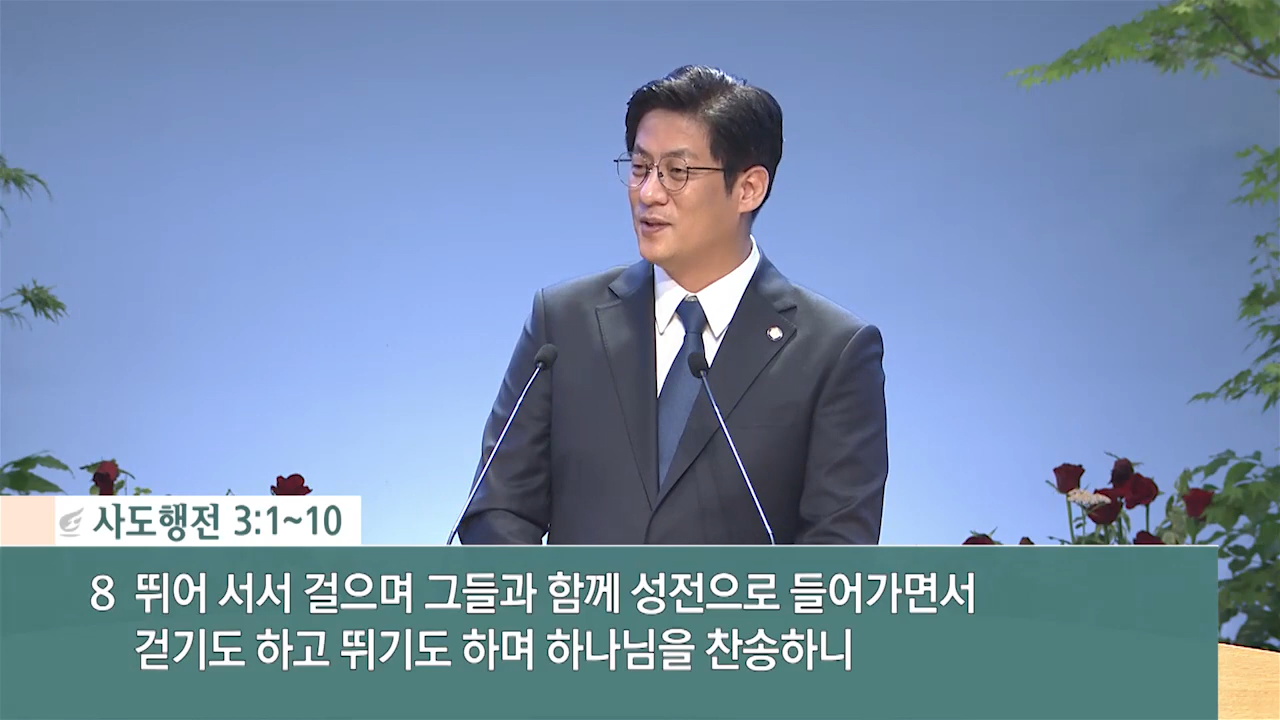 사도행전 3:1~10
8 뛰어 서서 걸으며 그들과 함께 성전으로 들어가면서
걷기도 하고 뛰기도 하며 하나님을 찬송하니